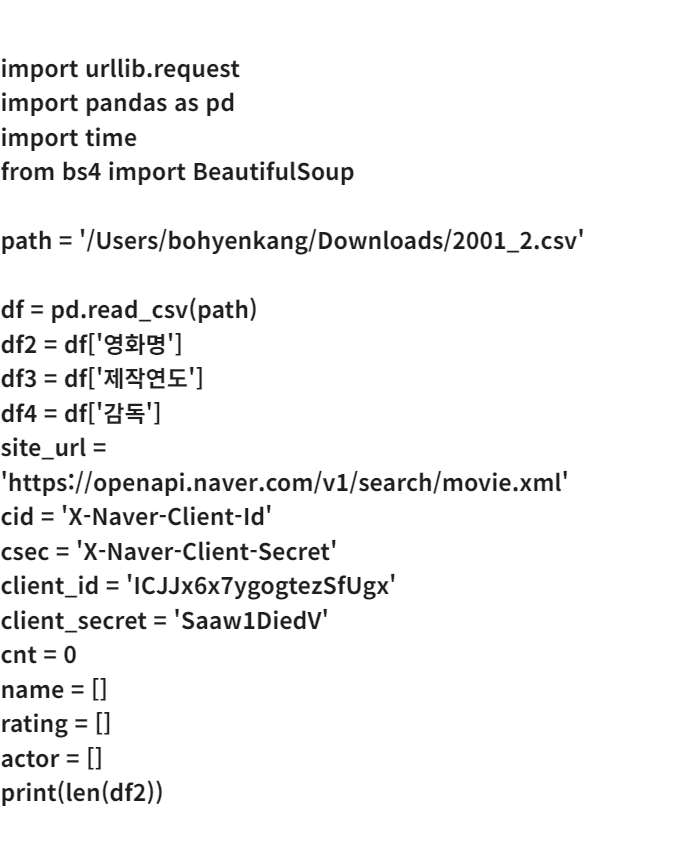 import urllib.request
import pandas as pd
import time
from bs4 import BeautifulSoup
path = '/Users/bohyenkang/Downloads/2001_2.csv'
df = pd.read_csv(path)
df2 = df['영화명']
df3 = df['제작연도']
df4 = df['감독']
site_url =
'https://openapi.naver.com/v1/search/movie.xml'
cid = 'X-Naver-Client-Id'
csec = 'X-Naver-Client-Secret'
client_id = 'ICJJx6x7ygogtezSfUgx'
client_secret = 'Saaw1DiedV'
cnt = 0
name = []
rating = []
actor = []
print(len(df2))